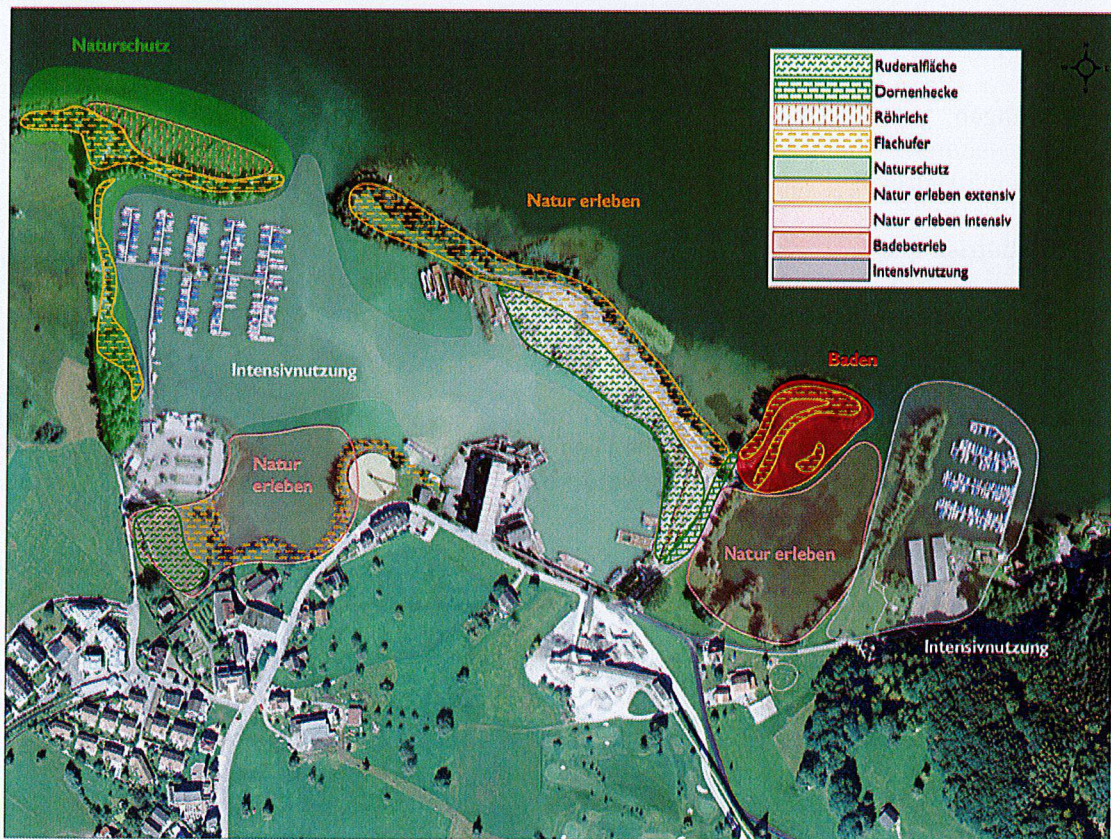 Naturschutz
Ruderalfläche
Dornenhecke
Röhricht
Flachufer
Naturschutz
Natur erleben extensiv
Natur erleben intensiv
Badebetrieb
Intensivnutzung
Natur erleben
Baden
Intensivnutzung
Natur
erleben
Natur erleben
Intensivnutzung